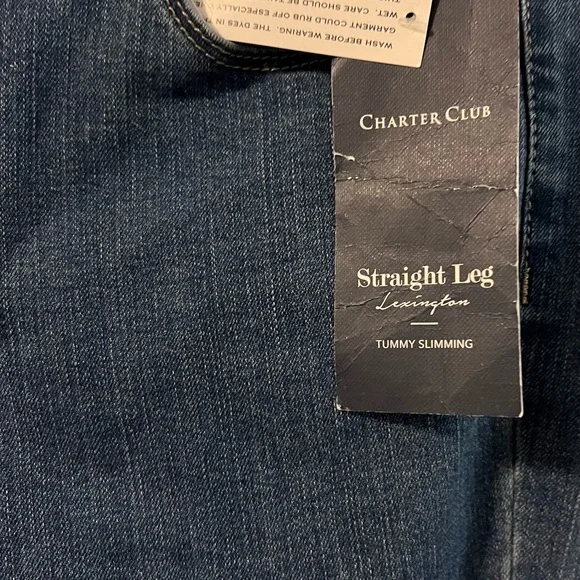 WASH BEFORE WEARING. THE DYES IN
GARMENT COULD RUB OFF ESPECIALLY
WET. CARE SHOULD BE
CHARTER CLUB
Straight Leg
Lexington
TUMMY SLIMMING